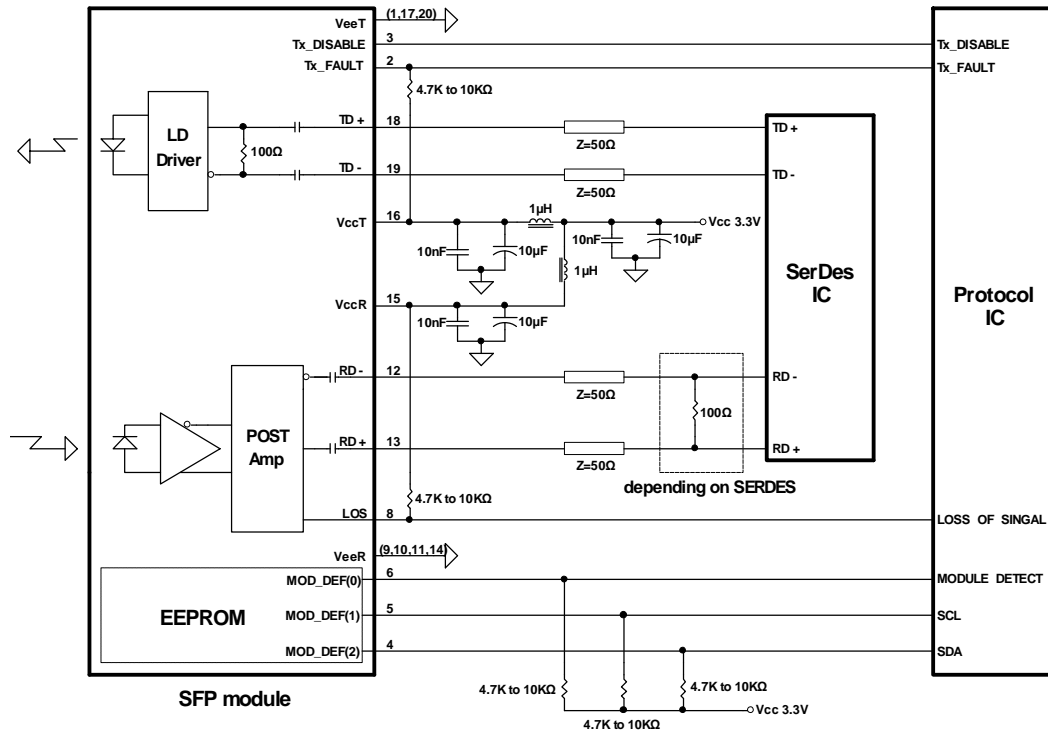 VeeT
(1,17,20)
Tx_DISABLE
3
Tx_DISABLE
Tx_FAULT
2
Tx_FAULT
4.7K to 10KΩ
LD
Driver
100Ω
TD +
18
Z=50Ω
TD +
TD -
19
Z=50Ω
TD -
VccT
16
1µH
Vcc 3.3V
10nF
10µF
10nF
10µF
1µH
SerDes
IC
Protocol
IC
VccR
15
10nF
10µF
RD -
12
Z=50Ω
RD -
100Ω
POST
Amp
RD +
13
Z=50Ω
RD +
depending on SERDES
4.7K to 10KΩ
LOS
8
LOSS OF SINGAL
VeeR
(9,10,11,14)
EEPROM
MOD_DEF(0)
6
MODULE DETECT
MOD_DEF(1)
5
SCL
MOD_DEF(2)
4
SDA
SFP module
4.7K to 10KΩ
4.7K to 10KΩ
4.7K to 10KΩ
Vcc 3.3V